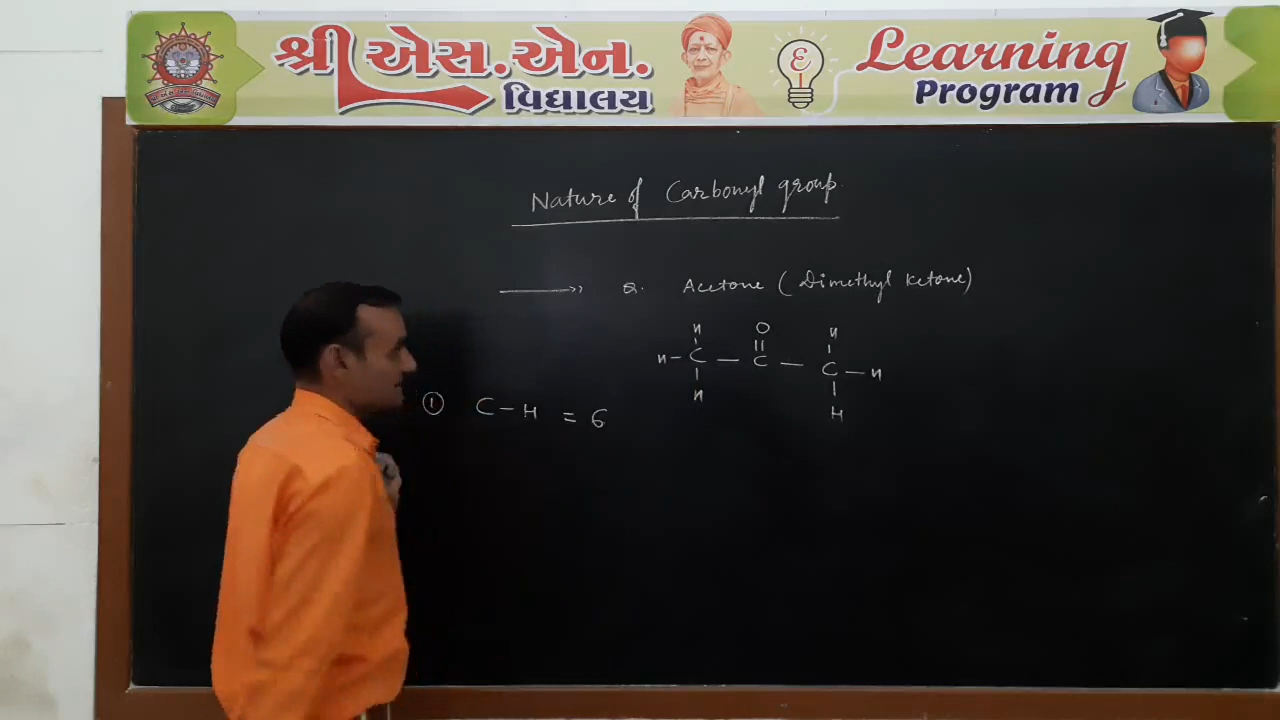 શ્રી એસ.એન. વિદ્યાલય
Learning Program
Nature of Carbonyl group.
Acetone (Dimethyl ketone)
H O H
H - C - C - C - H
H H
① C - H = 6